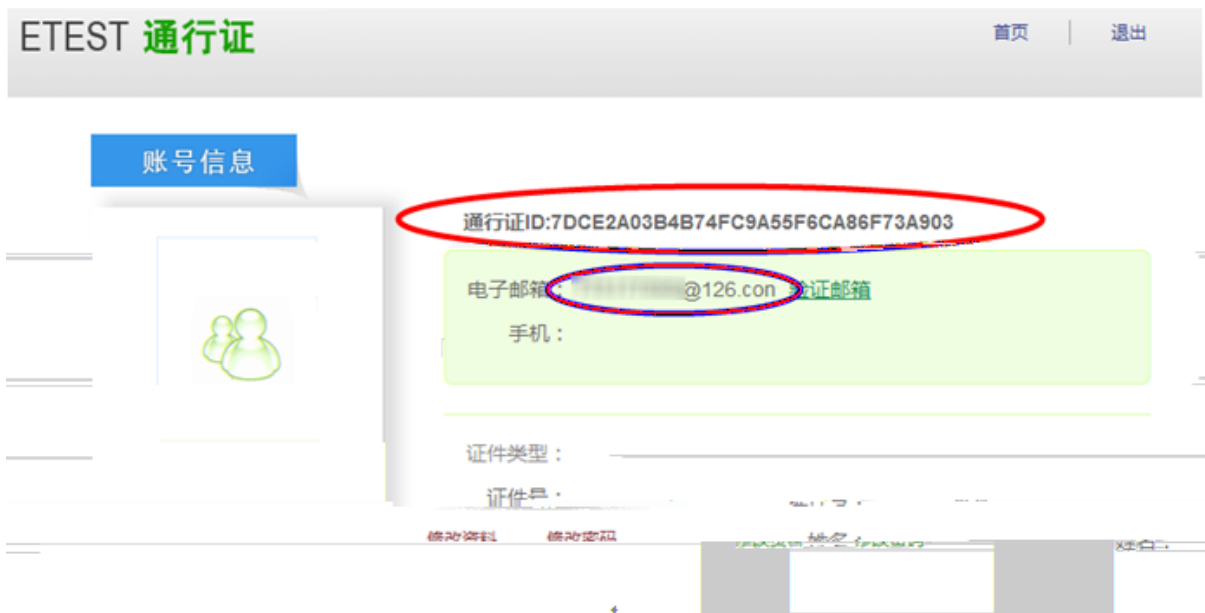 ETEST 通行证
首页 退出
账号信息
通行证ID:7DCE2A03B4B74FC9A55F6CA86F73A903
电子邮箱: @126.con 验证邮箱
手机:
证件类型:
证件号:
修改资料 修改密码
姓名: